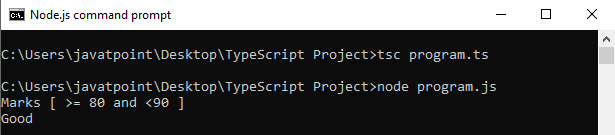 Node.js command prompt
C:\Users\javatpoint\Desktop\TypeScript Project>tsc program.ts
C:\Users\javatpoint\Desktop\TypeScript Project>node program.js
Marks [ >= 80 and <90 ]
Good